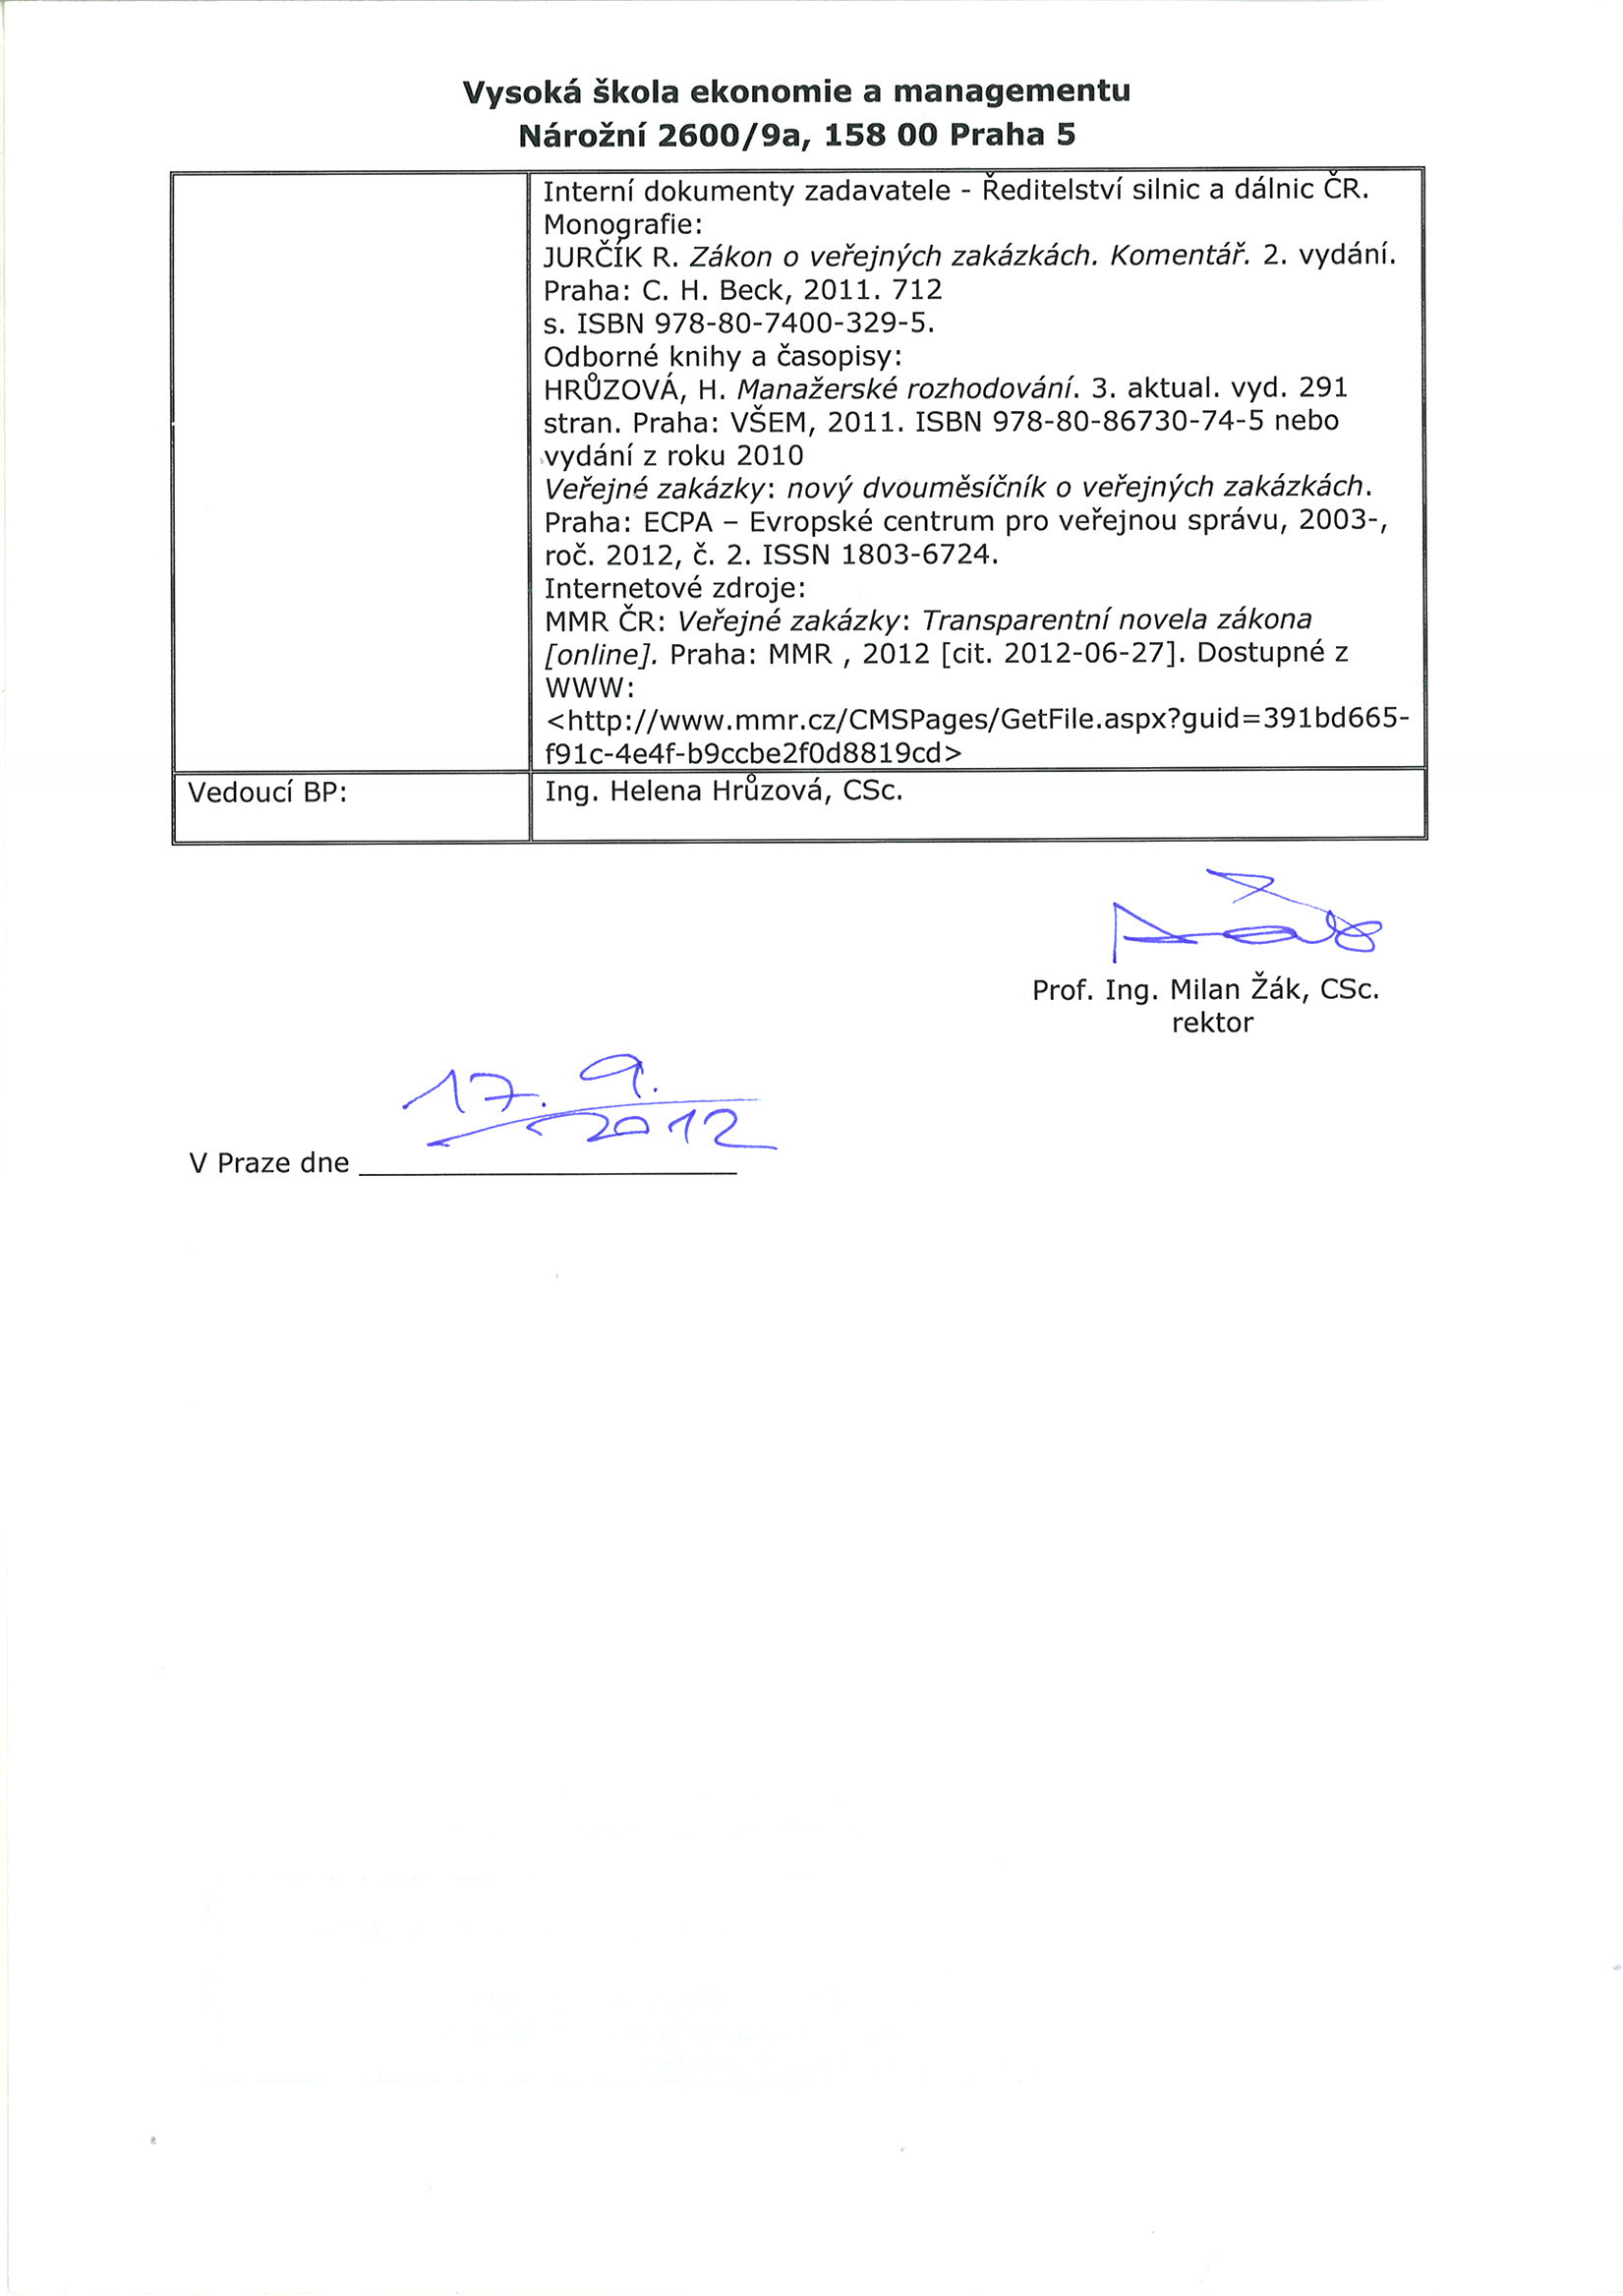 Vysoká škola ekonomie a managementu
Nárožní 2600/9a, 158 00 Praha 5
Interní dokumenty zadavatele - Ředitelství silnic a dálnic ČR.
Monografie:
JURČÍK R. Zákon o veřejných zakázkách. Komentář. 2. vydání.
Praha: C. H. Beck, 2011. 712
s. ISBN 978-80-7400-329-5.
Odborné knihy a časopisy:
HRŮZOVÁ, H. Manažerské rozhodování. 3. aktual. vyd. 291
stran. Praha: VŠEM, 2011. ISBN 978-80-86730-74-5 nebo
vydání z roku 2010
Veřejné zakázky: nový dvouměsíčník o veřejných zakázkách.
Praha: ECPA – Evropské centrum pro veřejnou správu, 2003-,
roč. 2012, č. 2. ISSN 1803-6724.
Internetové zdroje:
MMR ČR: Veřejné zakázky: Transparentní novela zákona
[online]. Praha: MMR , 2012 [cit. 2012-06-27]. Dostupné z
WWW:
<http://www.mmr.cz/CMSPages/GetFile.aspx?guid=391bd665-
f91c-4e4f-b9ccbe2f0d8819cd>
Vedoucí BP: Ing. Helena Hrůzová, CSc.
Prof. Ing. Milan Žák, CSc.
rektor
17. 9.
2012
V Praze dne